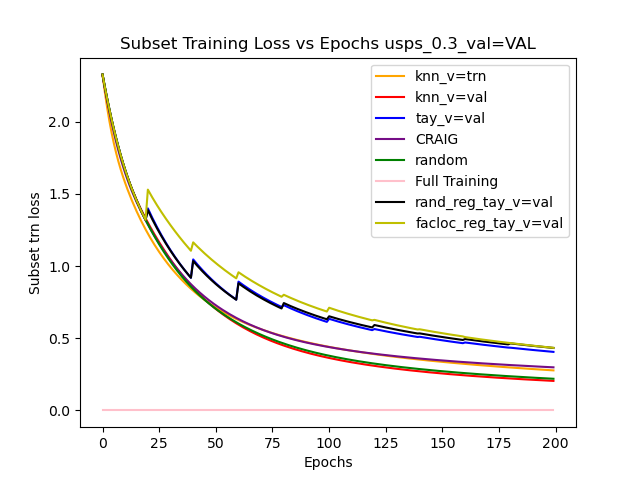 Subset Training Loss vs Epochs usps_0.3_val=VAL
knn_v=trn
knn_v=val
tay_v=val
CRAIG
random
Full Training
rand_reg_tay_v=val
facloc_reg_tay_v=val
Subset trn loss
2.0
1.5
1.0
0.5
0.0
0 25 50 75 100 125 150 175 200
Epochs